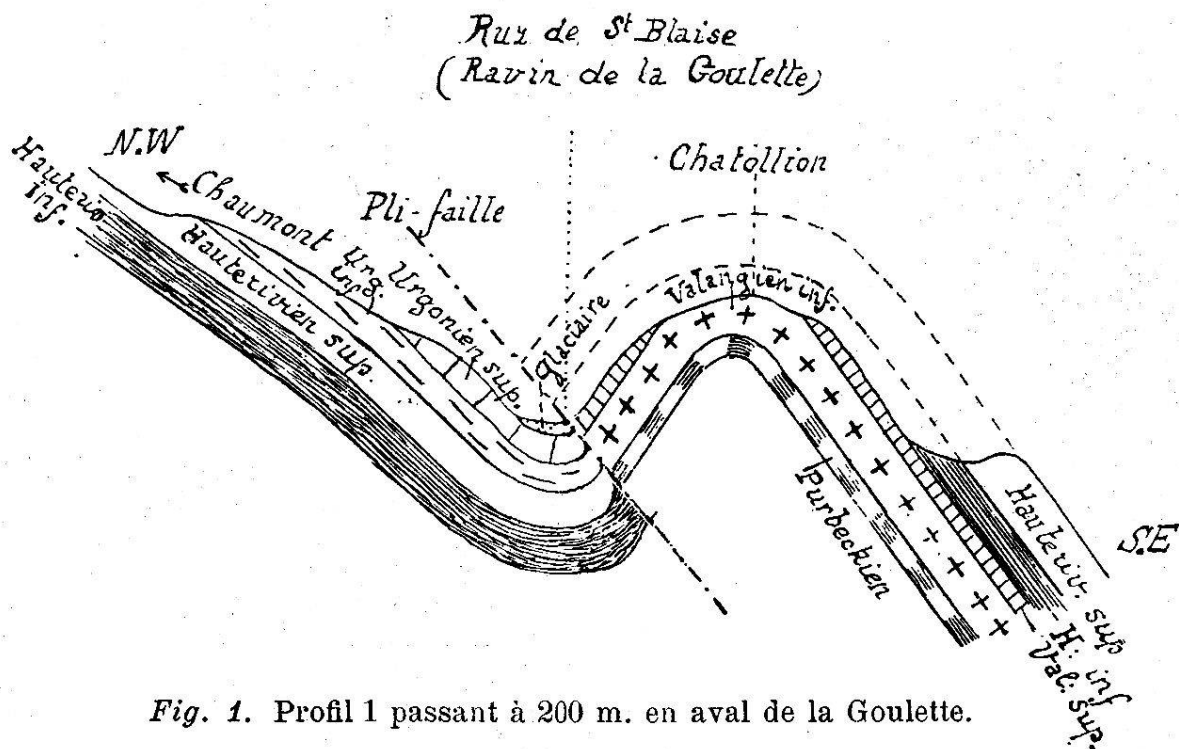 Ruz de St Blaise
(Ravin de la Goulette)
N.W
Chatollion
Hauteriv.
inf.
Chaumont
Pli-faille
Hauterivien sup.
Urg.
inf.
Urgonien sup.
Glaciaire
Valangien inf.
Purbeckien
S.E
Hauteriv. sup
H: inf
Val: sup.
Fig. 1. Profil 1 passant à 200 m. en aval de la Goulette.